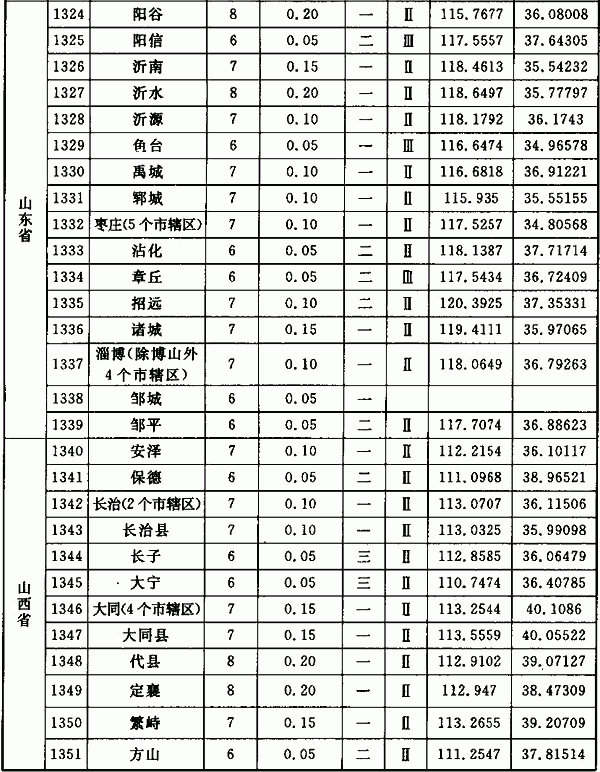 山东省
1324 阳谷 8 0.20 一 Ⅱ 115.7677 36.08008
1325 阳信 6 0.05 二 Ⅲ 117.5557 37.64305
1326 沂南 7 0.15 一 Ⅱ 118.4613 35.54232
1327 沂水 8 0.20 一 Ⅱ 118.6497 35.77797
1328 沂源 7 0.10 一 Ⅱ 118.1792 36.1743
1329 鱼台 6 0.05 一 Ⅲ 116.6474 34.96578
1330 禹城 7 0.10 一 Ⅱ 116.6818 36.91221
1331 郓城 7 0.10 一 Ⅱ 115.935 35.55155
1332 枣庄(5个市辖区) 7 0.10 一 Ⅱ 117.5257 34.80568
1333 沾化 6 0.05 二 Ⅱ 118.1387 37.71714
1334 章丘 6 0.05 二 Ⅲ 117.5434 36.72409
1335 招远 7 0.10 二 Ⅱ 120.3925 37.35331
1336 诸城 7 0.15 一 Ⅱ 119.4111 35.97065
1337 淄博(除博山外
4个市辖区) 7 0.10 一 Ⅱ 118.0649 36.79263
1338 邹城 6 0.05 一
1339 邹平 6 0.05 二 Ⅱ 117.7074 36.88623
山西省
1340 安泽 7 0.10 一 Ⅱ 112.2154 36.10117
1341 保德 6 0.05 二 Ⅱ 111.0968 38.96521
1342 长治(2个市辖区) 7 0.10 一 Ⅱ 113.0707 36.11506
1343 长治县 7 0.10 一 Ⅱ 113.0325 35.99098
1344 长子 6 0.05 三 Ⅱ 112.8585 36.06479
1345 大宁 6 0.05 三 Ⅱ 110.7474 36.40785
1346 大同(4个市辖区) 7 0.15 一 Ⅱ 113.2544 40.1086
1347 大同县 7 0.15 一 Ⅱ 113.5559 40.05522
1348 代县 8 0.20 一 Ⅱ 112.9102 39.07127
1349 定襄 8 0.20 一 Ⅱ 112.947 38.47309
1350 繁峙 7 0.15 一 Ⅱ 113.2655 39.20709
1351 方山 6 0.05 二 Ⅱ 111.2547 37.81514